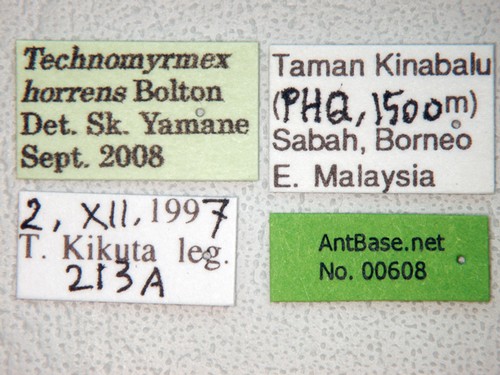 Technomyrmex
horrens Bolton
Det. Sk. Yamane
Sept. 2008
Taman Kinabalu
(PHQ, 1500m)
Sabah, Borneo
E. Malaysia
2, XII, 1997
T. Kikuta leg.
213A
AntBase.net
No. 00608